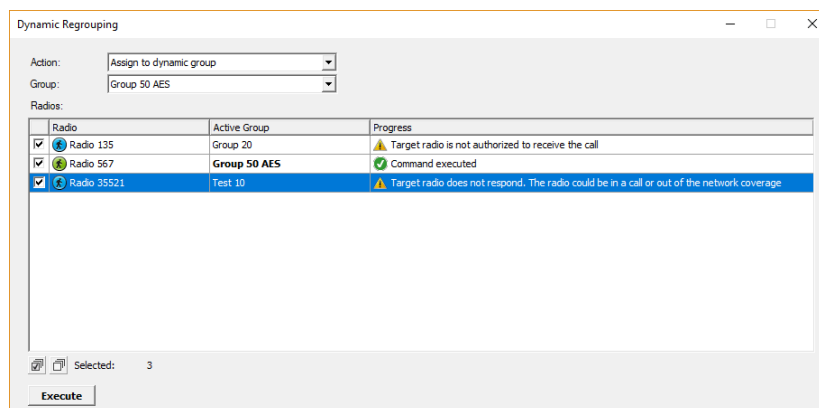 Dynamic Regrouping
Action: Assign to dynamic group
Group: Group 50 AES
Radios:
Radio Active Group Progress
Radio 135 Group 20 Target radio is not authorized to receive the call
Radio 567 Group 50 AES Command executed
Radio 35521 Test 10 Target radio does not respond. The radio could be in a call or out of the network coverage
Selected: 3
Execute